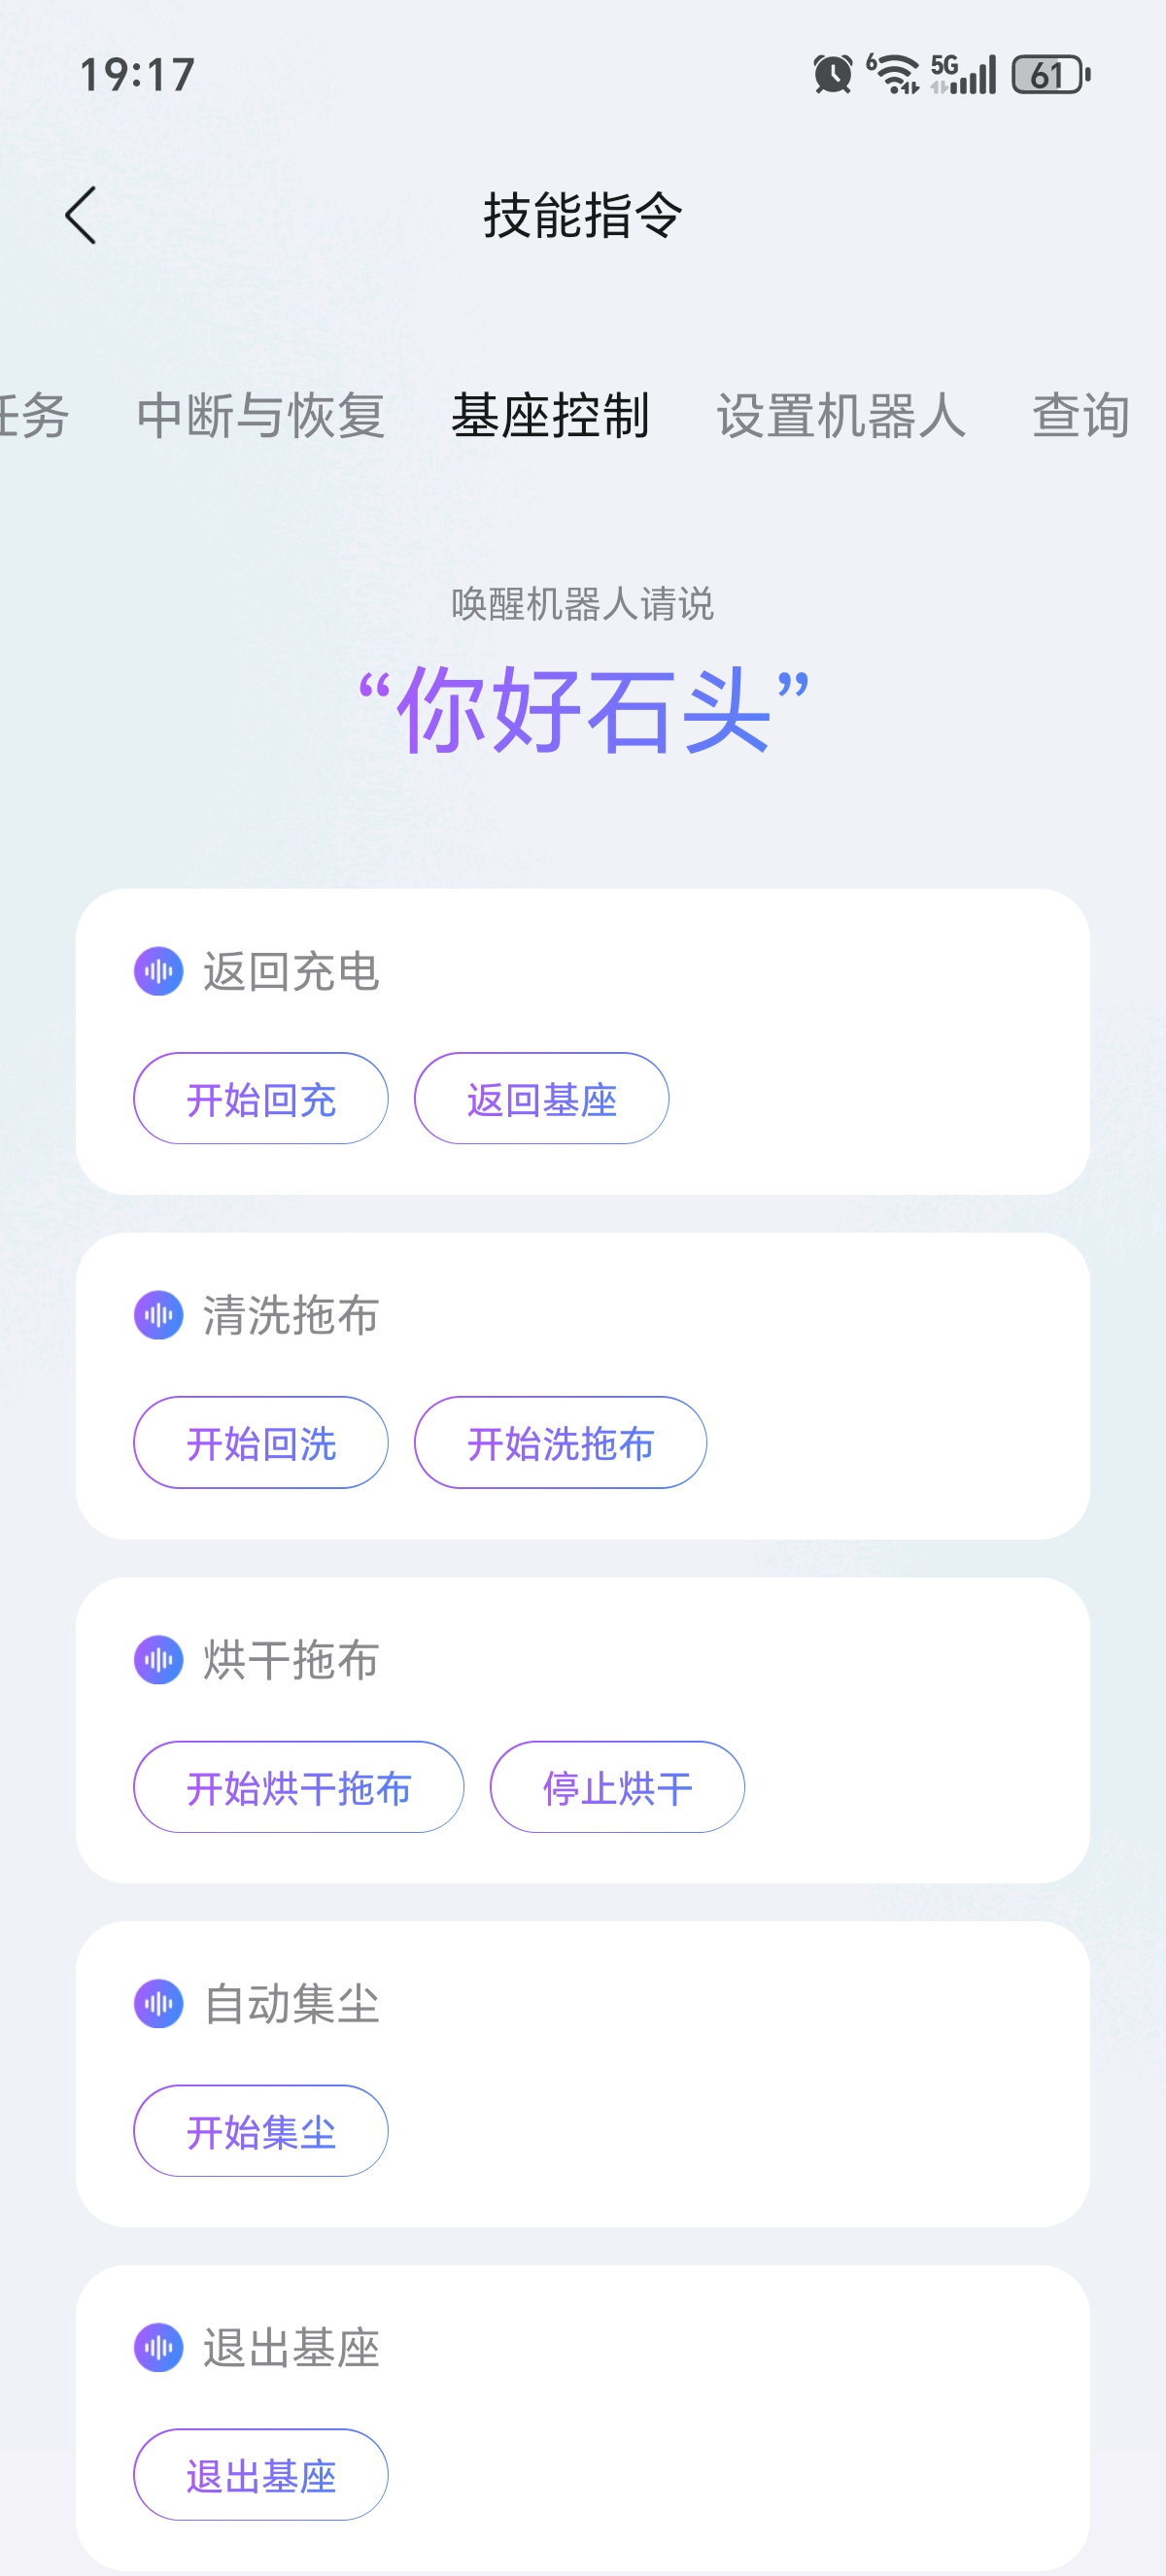 19:17
6 5G 61
技能指令
任务 中断与恢复 基座控制 设置机器人 查询
唤醒机器人请说
“你好石头”
返回充电
开始回充 返回基座
清洗拖布
开始回洗 开始洗拖布
烘干拖布
开始烘干拖布 停止烘干
自动集尘
开始集尘
退出基座
退出基座